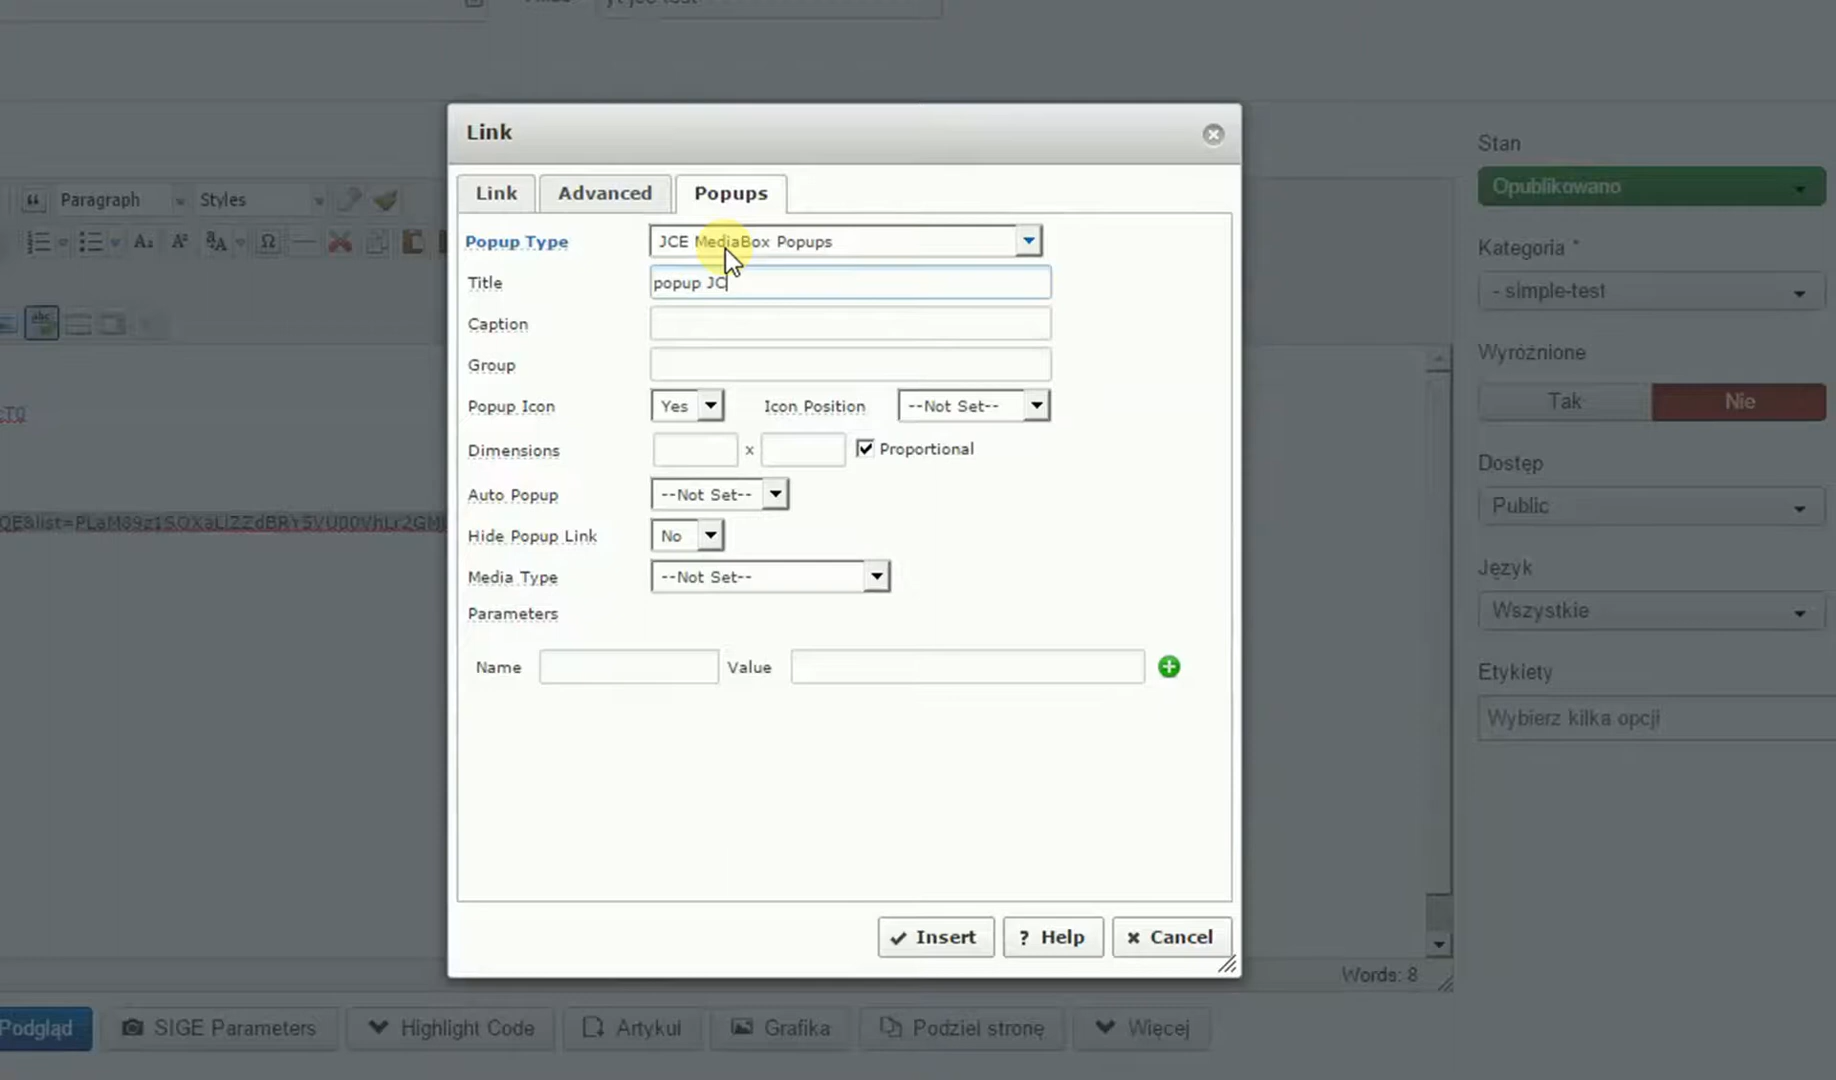 Link
Link Advanced Popups
Popup Type JCE MediaBox Popups
Title popup JC
Caption
Group
Popup Icon Yes Icon Position --Not Set--
Dimensions x Proportional
Auto Popup --Not Set--
Hide Popup Link No
Media Type --Not Set--
Parameters
Name Value
Insert ? Help Cancel
Paragraph Styles
abc
Words: 8
Stan
Opublikowano
Kategoria *
- simple-test
Wyróżnione
Tak Nie
Dostęp
Public
Język
Wszystkie
Etykiety
Wybierz kilka opcji
Podgląd SIGE Parameters Highlight Code Artykuł Grafika Podziel stronę Więcej